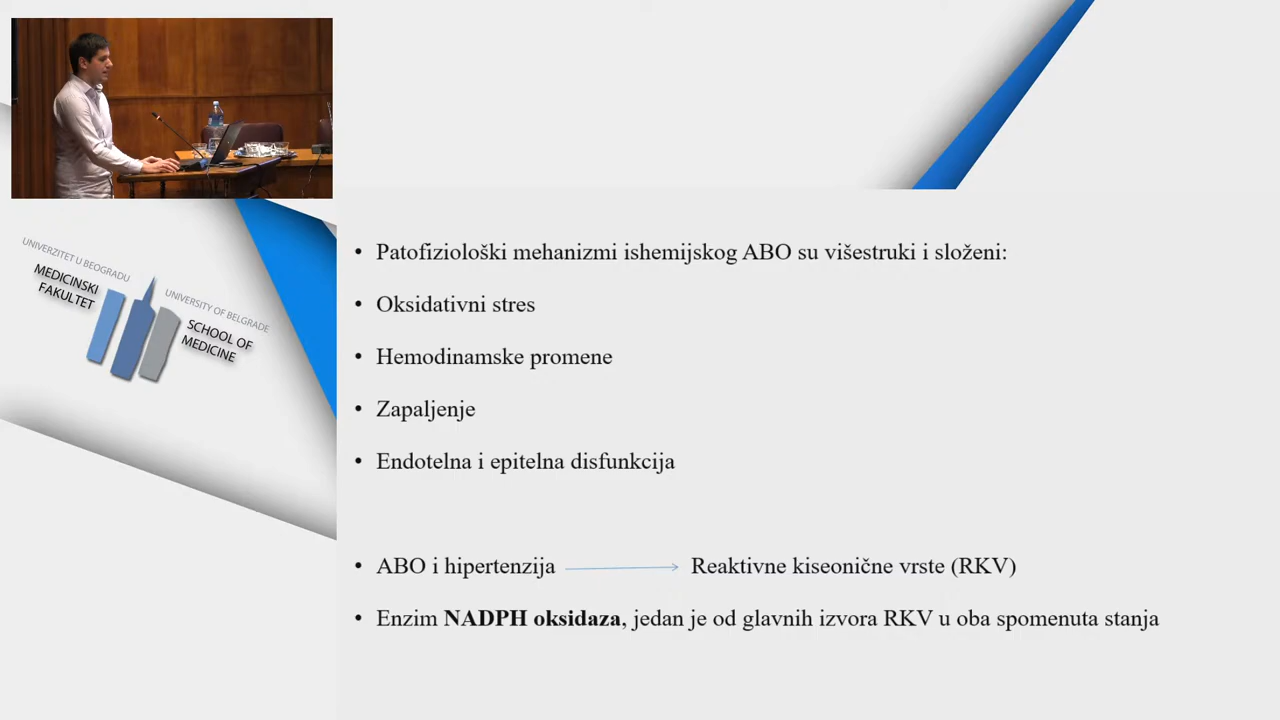 UNIVERZITET U BEOGRADU
MEDICINSKI
FAKULTET
UNIVERSITY OF BELGRADE
SCHOOL OF
MEDICINE
• Patofiziološki mehanizmi ishemijskog ABO su višestruki i složeni:
• Oksidativni stres
• Hemodinamske promene
• Zapaljenje
• Endotelna i epitelna disfunkcija
• ABO i hipertenzija → Reaktivne kiseonične vrste (RKV)
• Enzim NADPH oksidaza, jedan je od glavnih izvora RKV u oba spomenuta stanja